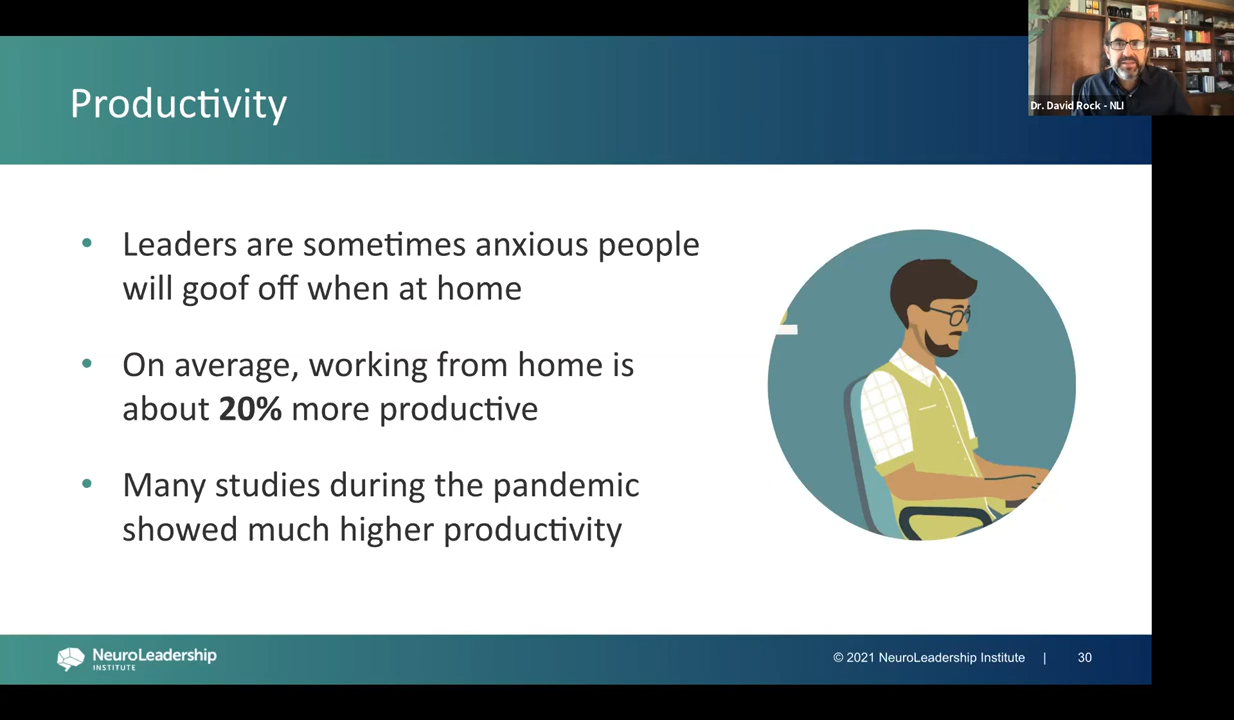 Productivity
Dr. David Rock - NLI
• Leaders are sometimes anxious people
will goof off when at home
• On average, working from home is
about 20% more productive
• Many studies during the pandemic
showed much higher productivity
NeuroLeadership
INSTITUTE
© 2021 NeuroLeadership Institute | 30